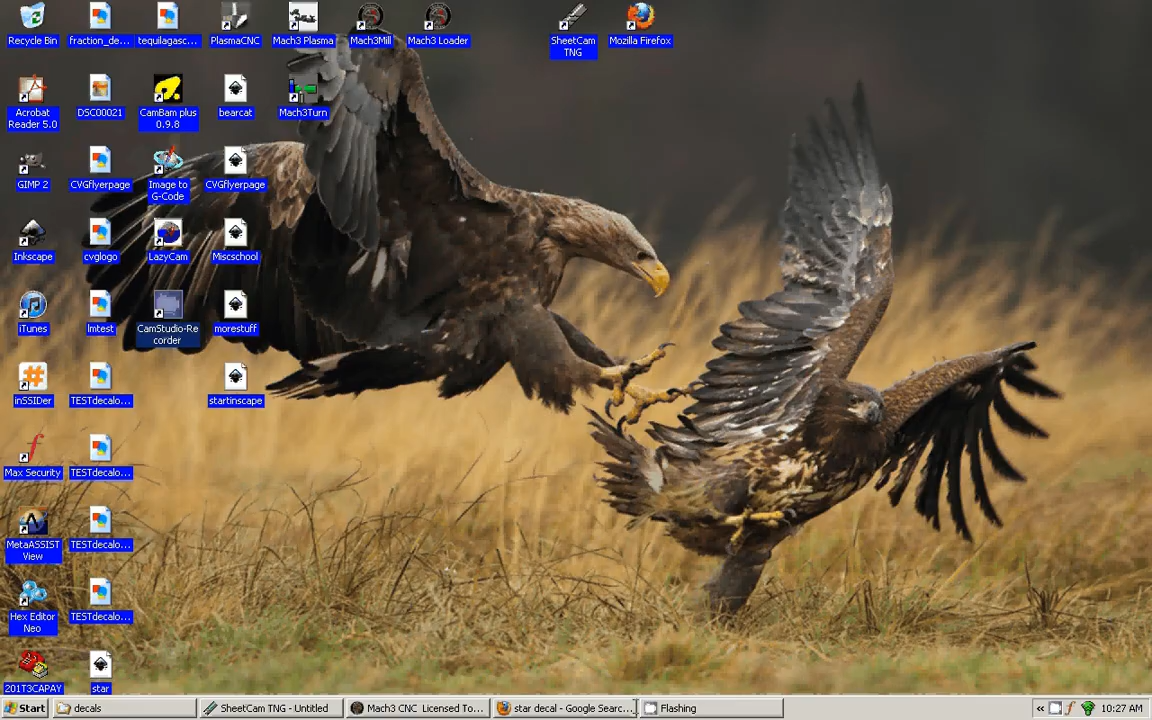 Recycle Bin
fraction_de...
tequilagasc...
PlasmaCNC
Mach3 Plasma
Mach3Mill
Mach3 Loader
SheetCam
TNG
Mozilla Firefox
Acrobat
Reader 5.0
DSC00021
CamBam plus
0.9.8
bearcat
Mach3Turn
GIMP 2
CVGflyerpage
Image to
G-Code
CVGflyerpage
Inkscape
cvglogo
LazyCam
Miscschool
iTunes
lmtest
CamStudio-Re
corder
morestuff
inSSIDer
TESTdecalo...
startinscape
Max Security
TESTdecalo...
MetaASSIST
View
TESTdecalo...
Hex Editor
Neo
TESTdecalo...
201T3CAPAY
star
Start
decals
SheetCam TNG - Untitled
Mach3 CNC Licensed To...
star decal - Google Searc...
Flashing
«
10:27 AM